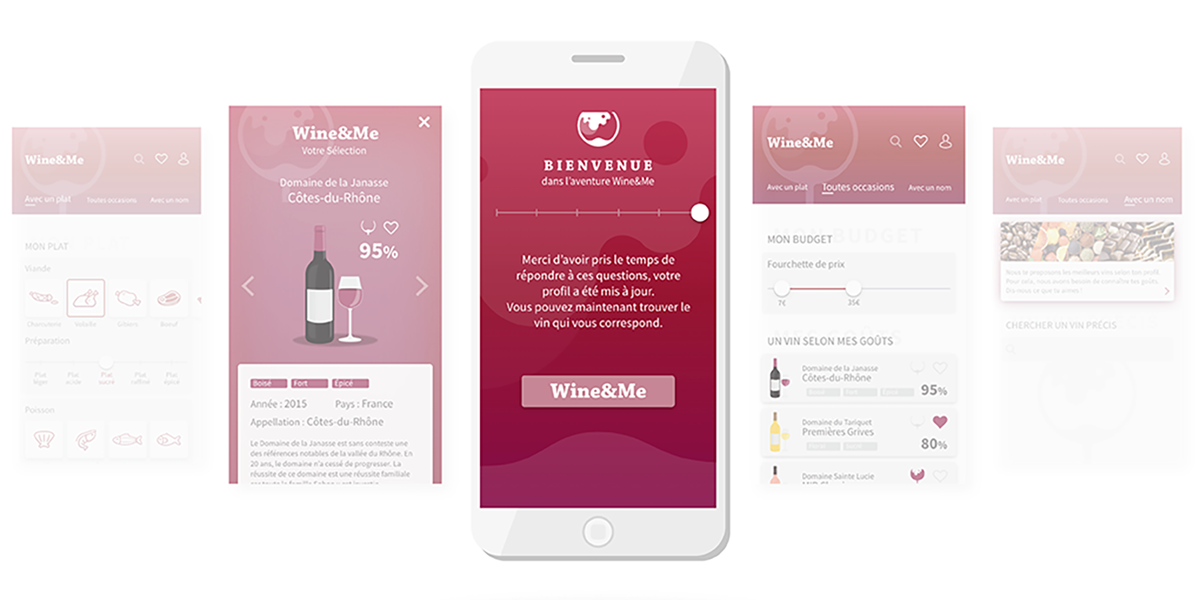 Wine&Me
Avec un plat Toutes occasions Avec un nom
MON PLAT
Viande
Charcuterie Volaille Gibiers Boeuf
Préparation
Plat léger Plat acide Plat sucré Plat raffiné Plat épicé
Poisson
Wine&Me
Votre Sélection
Domaine de la Janasse
Côtes-du-Rhône
95%
Boisé Fort Épicé
Année : 2015 Pays : France
Appellation : Côtes-du-Rhône
Le Domaine de la Janasse est sans conteste une
des références notables de la vallée du Rhône. En
20 ans, le domaine n'a cessé de progresser. La
réussite de ce domaine est une réussite familiale
BIENVENUE
dans l'aventure Wine&Me
Merci d'avoir pris le temps de
répondre à ces questions, votre
profil a été mis à jour.
Vous pouvez maintenant trouver le
vin qui vous correspond.
Wine&Me
Wine&Me
Avec un plat Toutes occasions Avec un nom
MON BUDGET
Fourchette de prix
7€ 35€
UN VIN SELON MES GOÛTS
Domaine de la Janasse
Côtes-du-Rhône
95%
Domaine du Tariquet
Premières Grives
80%
Domaine Sainte Lucie
Wine&Me
Avec un plat Toutes occasions Avec un nom
Nous te proposons les meilleurs vins selon ton profil.
Pour cela, nous avons besoin de connaître tes goûts.
Dis-nous ce que tu aimes !
CHERCHER UN VIN PRÉCIS